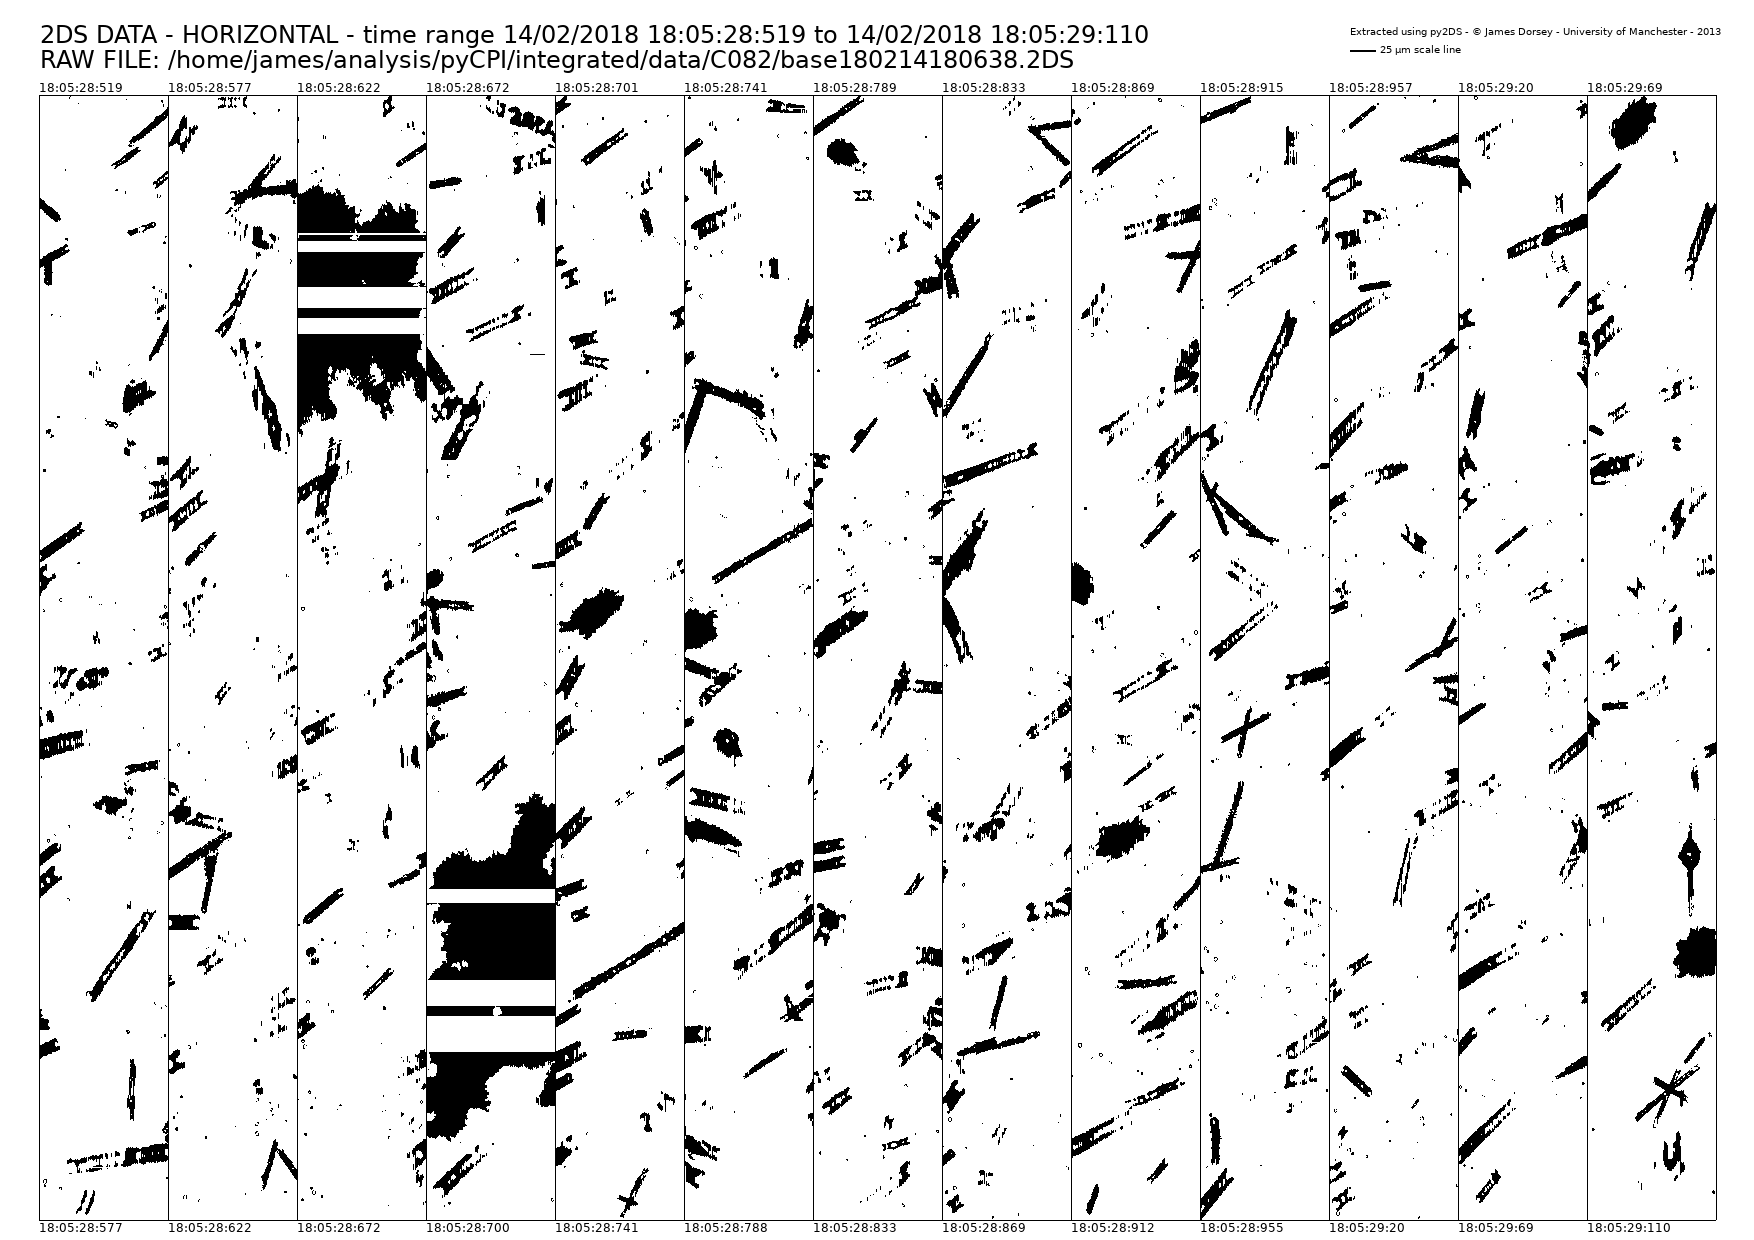 2DS DATA - HORIZONTAL - time range 14/02/2018 18:05:28:519 to 14/02/2018 18:05:29:110
RAW FILE: /home/james/analysis/pyCPI/integrated/data/C082/base180214180638.2DS
Extracted using py2DS - © James Dorsey - University of Manchester - 2013
25 μm scale line
18:05:28:519 18:05:28:577 18:05:28:622 18:05:28:672 18:05:28:701 18:05:28:741 18:05:28:789 18:05:28:833 18:05:28:869 18:05:28:915 18:05:28:957 18:05:29:20 18:05:29:69
18:05:28:577 18:05:28:622 18:05:28:672 18:05:28:700 18:05:28:741 18:05:28:788 18:05:28:833 18:05:28:869 18:05:28:912 18:05:28:955 18:05:29:20 18:05:29:69 18:05:29:110